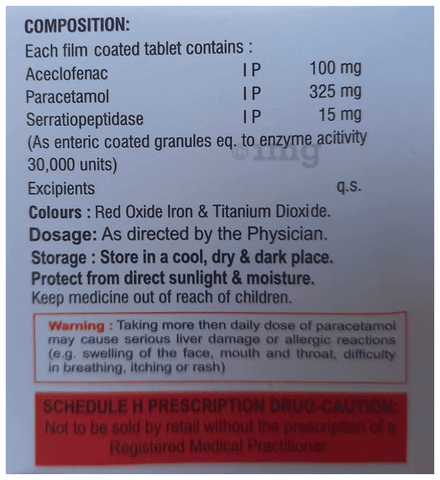 COMPOSITION:
Each film coated tablet contains :
Aceclofenac I P 100 mg
Paracetamol I P 325 mg
Serratiopeptidase I P 15 mg
(As enteric coated granules eq. to enzyme acitivity
30,000 units)
Excipients q.s.
Colours : Red Oxide Iron & Titanium Dioxide.
Dosage: As directed by the Physician.
Storage : Store in a cool, dry & dark place.
Protect from direct sunlight & moisture.
Keep medicine out of reach of children.
Warning : Taking more then daily dose of paracetamol
may cause serious liver damage or allergic reactions
(e.g. swelling of the face, mouth and throat, difficulty
in breathing, itching or rash)
SCHEDULE H PRESCRIPTION DRUG-CAUTION:
Not to be sold by retail without the prescription of a
Registered Medical Practitioner
©1mg